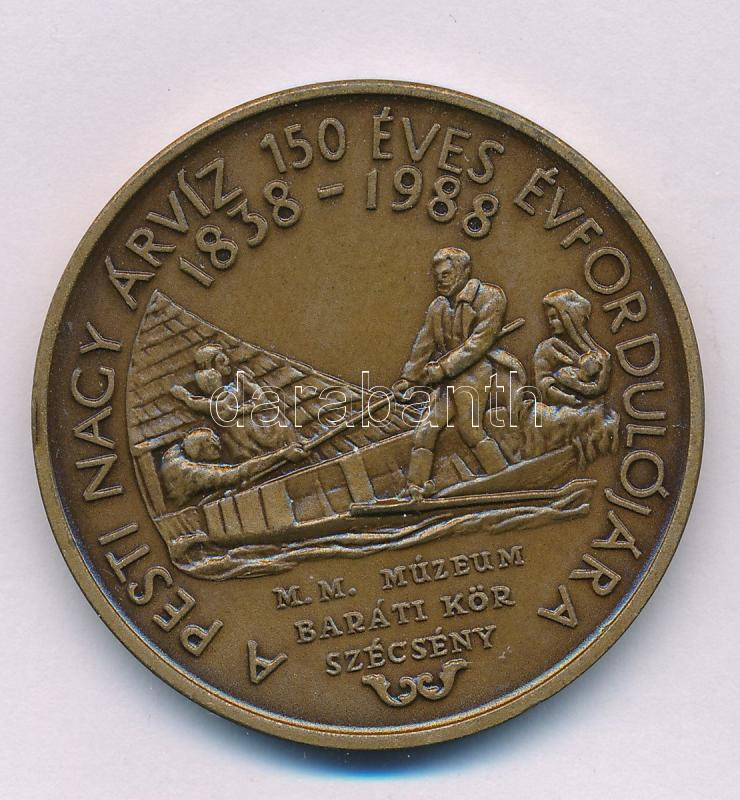 A PESTI NAGY ÁRVÍZ 150 ÉVES ÉVFORDULÓJÁRA
1838-1988
darabanth
M.M. MÚZEUM
BARÁTI KÖR
SZÉCSÉNY